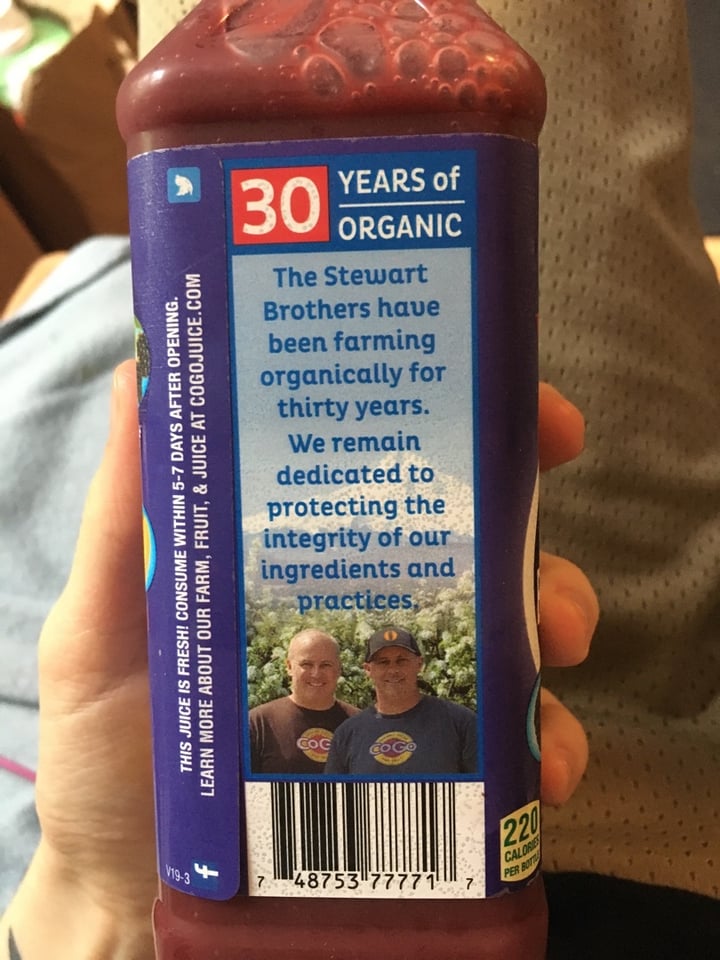 30
YEARS of
ORGANIC
The Stewart
Brothers have
been farming
organically for
thirty years.
We remain
dedicated to
protecting the
integrity of our
ingredients and
practices.
THIS JUICE IS FRESH! CONSUME WITHIN 5-7 DAYS AFTER OPENING.
LEARN MORE ABOUT OUR FARM, FRUIT, & JUICE AT COGOJUICE.COM
V19-3
f
COG
COGO
7 48753 77771 7
220
CALORIES
PER BOTTLE